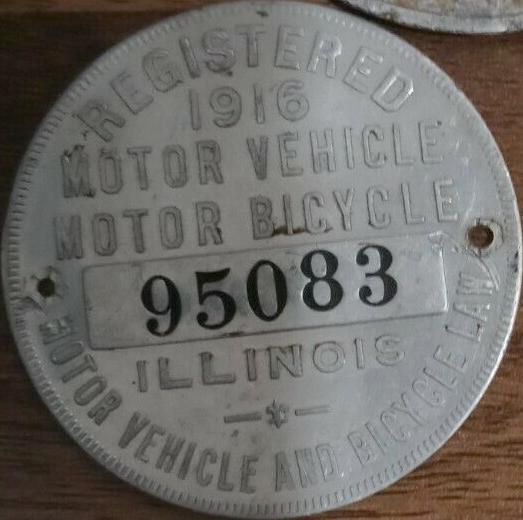 REGISTERED
1916
MOTOR VEHICLE
MOTOR BICYCLE
95083
ILLINOIS
MOTOR VEHICLE AND BICYCLE LAW